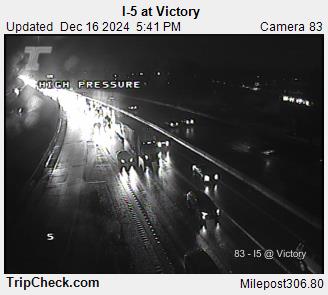 I-5 at Victory
Updated Dec 16 2024 5:41 PM Camera 83
HIGH PRESSURE
S
83 - I5 @ Victory
TripCheck.com Milepost306.80